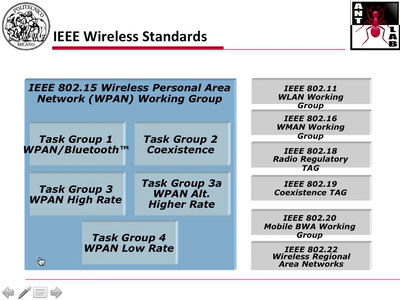 POLITECNICO
MILANO
IEEE Wireless Standards
ANT
LAB
IEEE 802.15 Wireless Personal Area
Network (WPAN) Working Group
Task Group 1
WPAN/Bluetooth™
Task Group 2
Coexistence
Task Group 3
WPAN High Rate
Task Group 3a
WPAN Alt.
Higher Rate
Task Group 4
WPAN Low Rate
IEEE 802.11
WLAN Working
Group
IEEE 802.16
WMAN Working
Group
IEEE 802.18
Radio Regulatory
TAG
IEEE 802.19
Coexistence TAG
IEEE 802.20
Mobile BWA Working
Group
IEEE 802.22
Wireless Regional
Area Networks